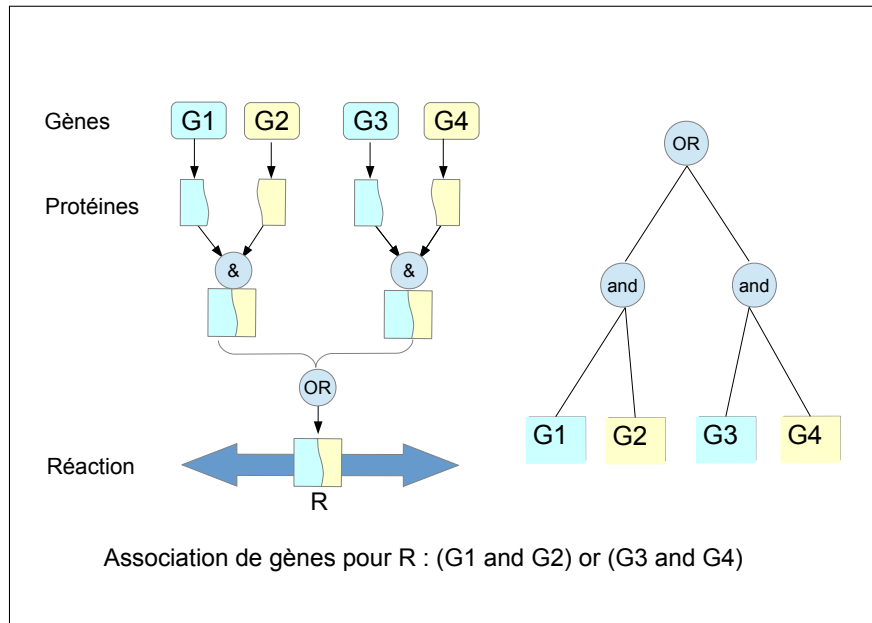 Gènes
G1 G2 G3 G4
Protéines
& &
OR
Réaction
R
OR
and and
G1 G2 G3 G4
Association de gènes pour R : (G1 and G2) or (G3 and G4)